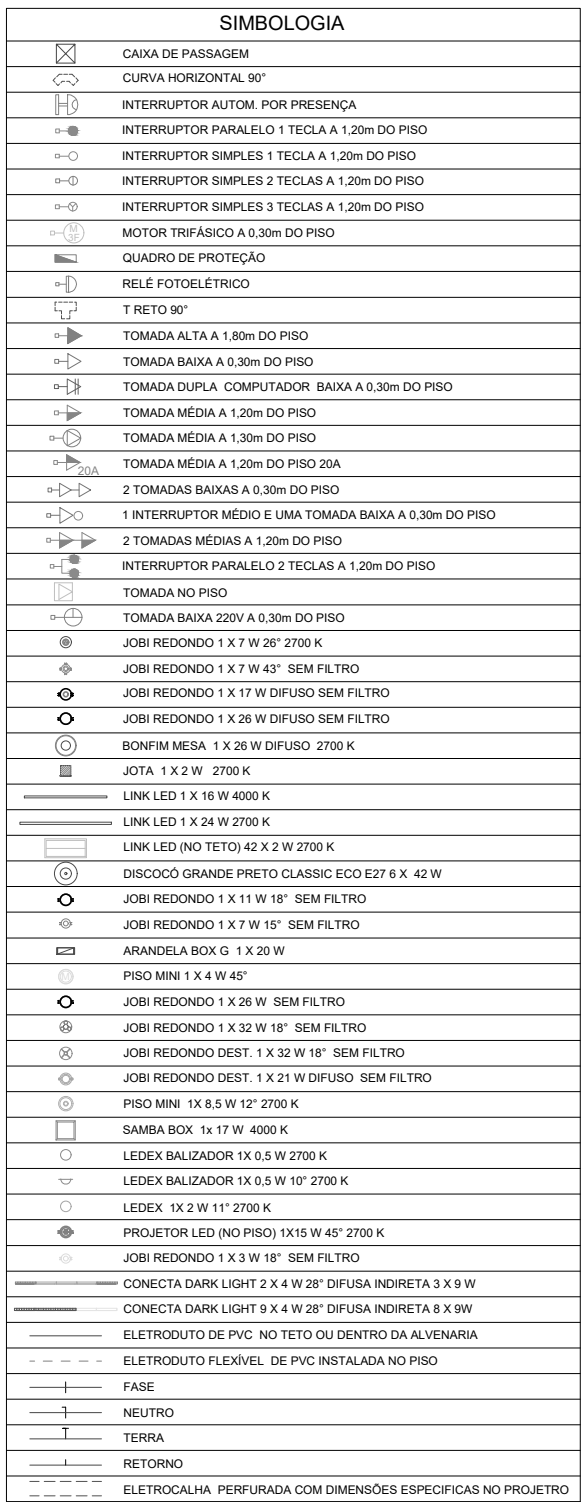 SIMBOLOGIA
CAIXA DE PASSAGEM
CURVA HORIZONTAL 90°
INTERRUPTOR AUTOM. POR PRESENÇA
INTERRUPTOR PARALELO 1 TECLA A 1,20m DO PISO
INTERRUPTOR SIMPLES 1 TECLA A 1,20m DO PISO
INTERRUPTOR SIMPLES 2 TECLAS A 1,20m DO PISO
INTERRUPTOR SIMPLES 3 TECLAS A 1,20m DO PISO
M 3F MOTOR TRIFÁSICO A 0,30m DO PISO
QUADRO DE PROTEÇÃO
RELÉ FOTOELÉTRICO
T RETO 90°
TOMADA ALTA A 1,80m DO PISO
TOMADA BAIXA A 0,30m DO PISO
TOMADA DUPLA COMPUTADOR BAIXA A 0,30m DO PISO
TOMADA MÉDIA A 1,20m DO PISO
TOMADA MÉDIA A 1,30m DO PISO
20A TOMADA MÉDIA A 1,20m DO PISO 20A
2 TOMADAS BAIXAS A 0,30m DO PISO
1 INTERRUPTOR MÉDIO E UMA TOMADA BAIXA A 0,30m DO PISO
2 TOMADAS MÉDIAS A 1,20m DO PISO
INTERRUPTOR PARALELO 2 TECLAS A 1,20m DO PISO
TOMADA NO PISO
TOMADA BAIXA 220V A 0,30m DO PISO
JOBI REDONDO 1 X 7 W 26° 2700 K
JOBI REDONDO 1 X 7 W 43° SEM FILTRO
JOBI REDONDO 1 X 17 W DIFUSO SEM FILTRO
JOBI REDONDO 1 X 26 W DIFUSO SEM FILTRO
BONFIM MESA 1 X 26 W DIFUSO 2700 K
JOTA 1 X 2 W 2700 K
LINK LED 1 X 16 W 4000 K
LINK LED 1 X 24 W 2700 K
LINK LED (NO TETO) 42 X 2 W 2700 K
DISCOCÓ GRANDE PRETO CLASSIC ECO E27 6 X 42 W
JOBI REDONDO 1 X 11 W 18° SEM FILTRO
JOBI REDONDO 1 X 7 W 15° SEM FILTRO
ARANDELA BOX G 1 X 20 W
M PISO MINI 1 X 4 W 45°
JOBI REDONDO 1 X 26 W SEM FILTRO
JOBI REDONDO 1 X 32 W 18° SEM FILTRO
JOBI REDONDO DEST. 1 X 32 W 18° SEM FILTRO
JOBI REDONDO DEST. 1 X 21 W DIFUSO SEM FILTRO
PISO MINI 1X 8,5 W 12° 2700 K
SAMBA BOX 1x 17 W 4000 K
LEDEX BALIZADOR 1X 0,5 W 2700 K
LEDEX BALIZADOR 1X 0,5 W 10° 2700 K
LEDEX 1X 2 W 11° 2700 K
PROJETOR LED (NO PISO) 1X15 W 45° 2700 K
JOBI REDONDO 1 X 3 W 18° SEM FILTRO
CONECTA DARK LIGHT 2 X 4 W 28° DIFUSA INDIRETA 3 X 9 W
CONECTA DARK LIGHT 9 X 4 W 28° DIFUSA INDIRETA 8 X 9W
ELETRODUTO DE PVC NO TETO OU DENTRO DA ALVENARIA
ELETRODUTO FLEXÍVEL DE PVC INSTALADA NO PISO
FASE
NEUTRO
TERRA
RETORNO
ELETROCALHA PERFURADA COM DIMENSÕES ESPECIFICAS NO PROJETRO